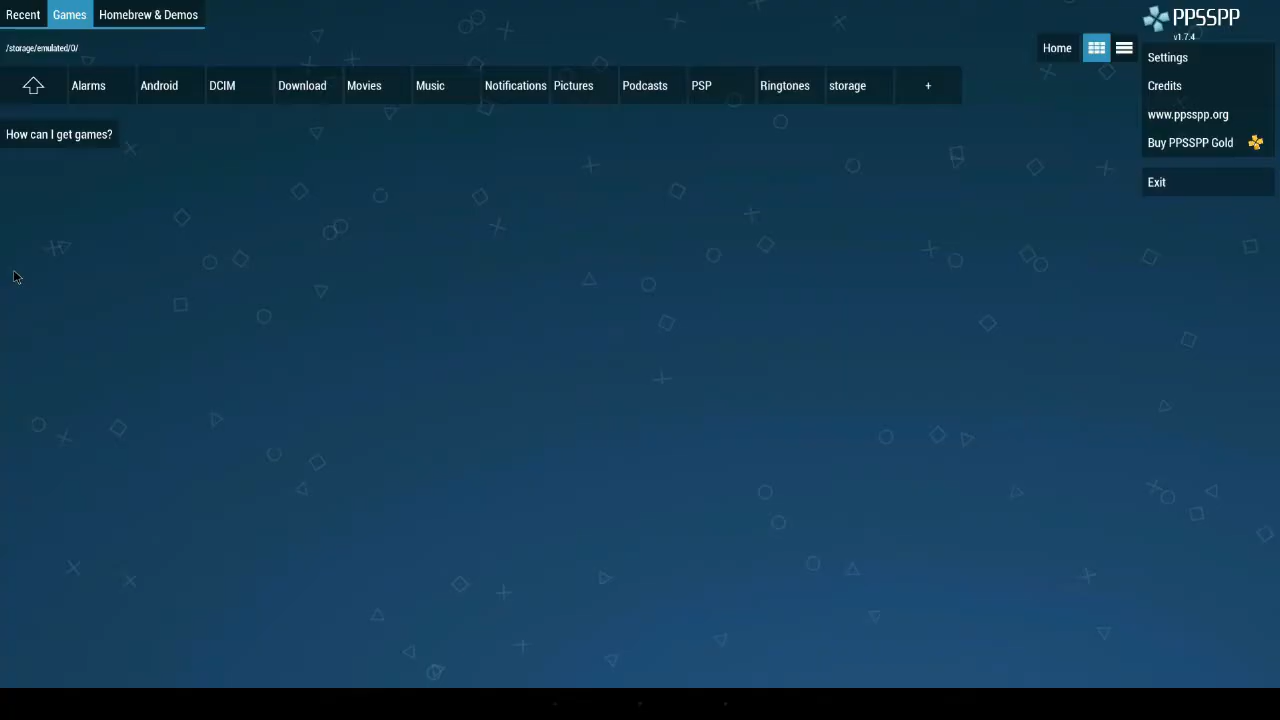 Recent Games Homebrew & Demos
PPSSPP
v1.7.4
/storage/emulated/0/
Home
Settings
Alarms Android DCIM Download Movies Music Notifications Pictures Podcasts PSP Ringtones storage +
Credits
www.ppsspp.org
How can I get games?
Buy PPSSPP Gold
Exit